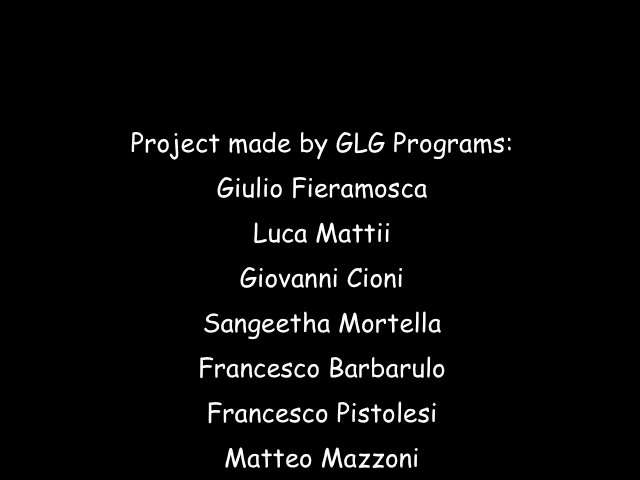 Project made by GLG Programs:
Giulio Fieramosca
Luca Mattii
Giovanni Cioni
Sangeetha Mortella
Francesco Barbarulo
Francesco Pistolesi
Matteo Mazzoni